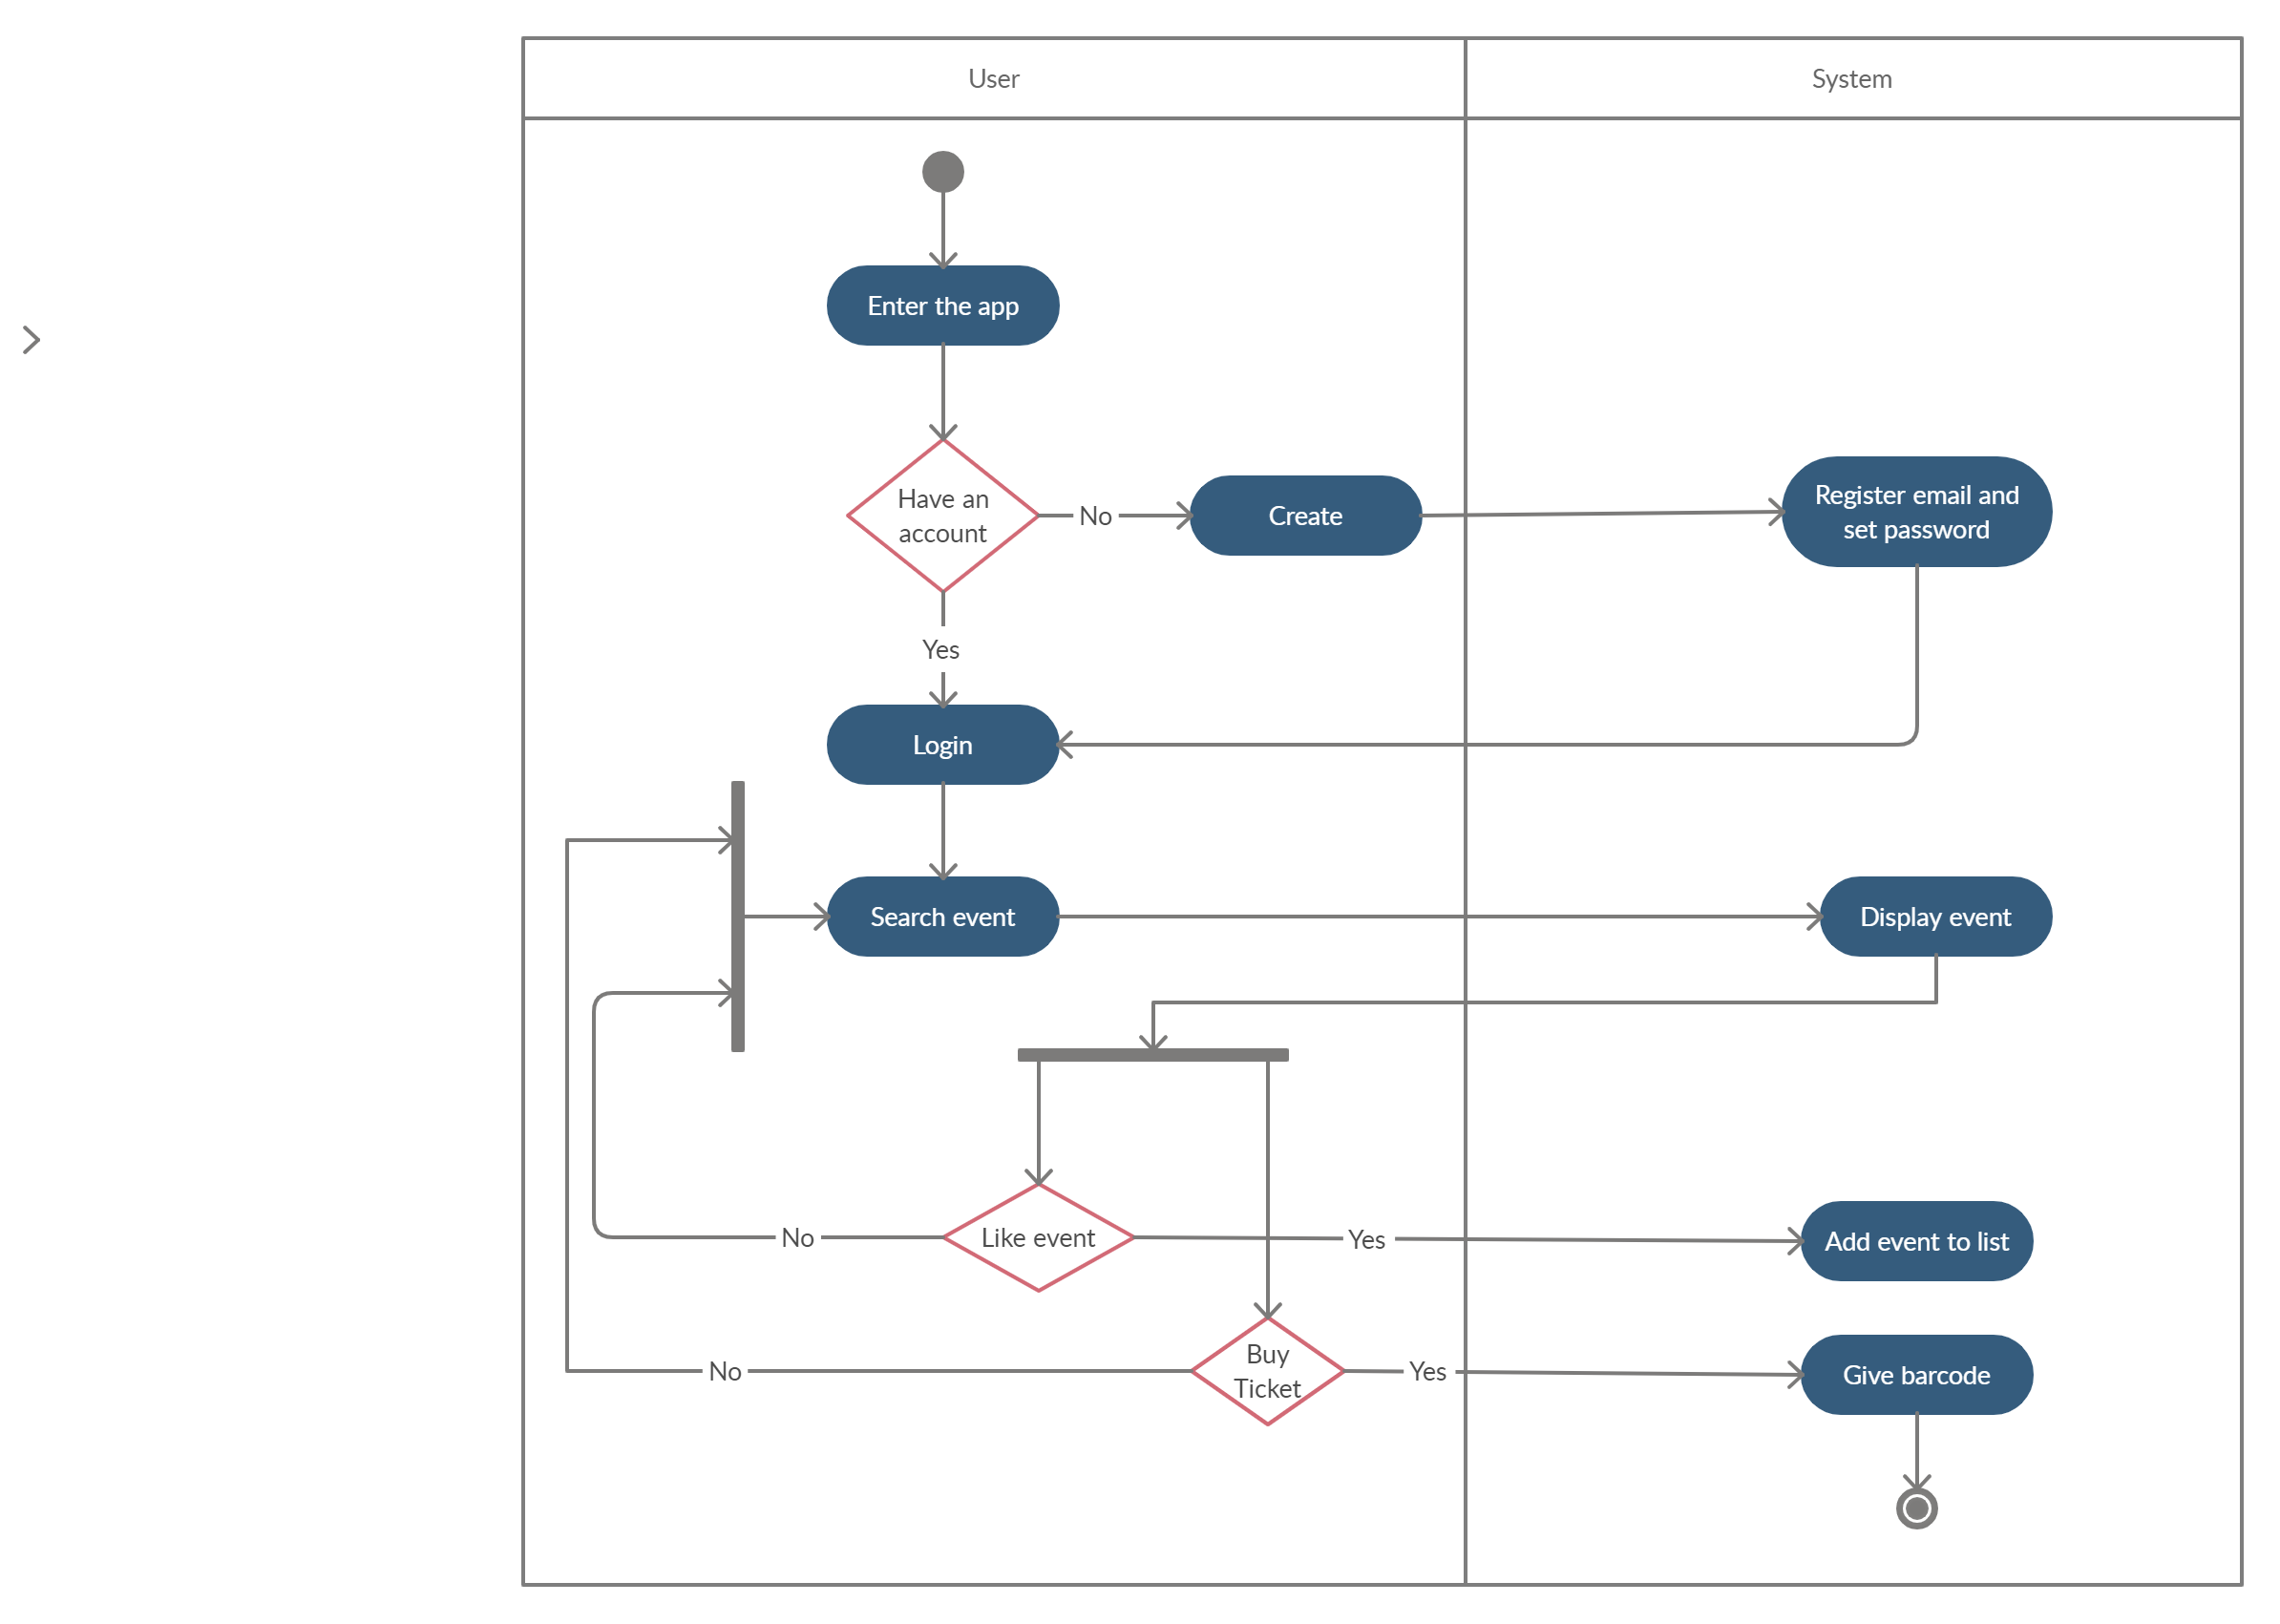 User
System
Enter the app
Have an
account
No
Create
Register email and
set password
Yes
Login
Search event
Display event
No
Like event
Yes
Add event to list
No
Buy
Ticket
Yes
Give barcode